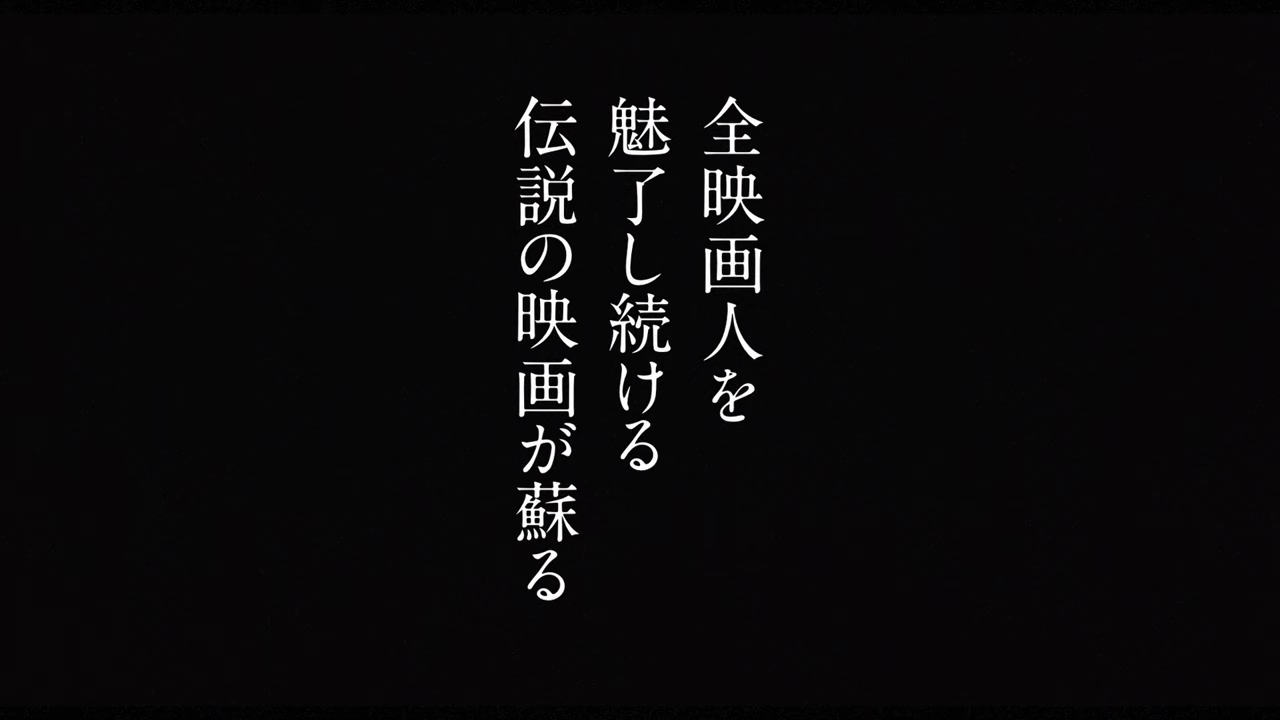 全映画人を
魅了し続ける
伝説の映画が蘇る